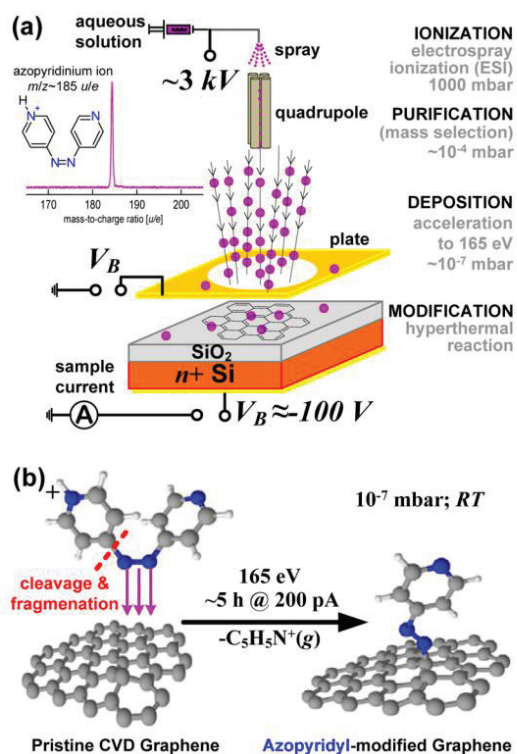 (a)
aqueous
solution
spray
~3 kV
quadrupole
azopyridinium ion
m/z~185 u/e
H
N
+
N
N
N
165 180 195
mass-to-charge ratio [u/e]
IONIZATION
electrospray
ionization (ESI)
1000 mbar
PURIFICATION
(mass selection)
~10⁻⁴ mbar
DEPOSITION
acceleration
to 165 eV
~10⁻⁷ mbar
plate
V_B
MODIFICATION
hyperthermal
reaction
SiO₂
n+ Si
sample
current
A
V_B ≈ -100 V
(b)
+
10⁻⁷ mbar; RT
cleavage &
fragmenation
165 eV
~5 h @ 200 pA
-C₅H₅N⁺(g)
Pristine CVD Graphene
Azopyridyl-modified Graphene